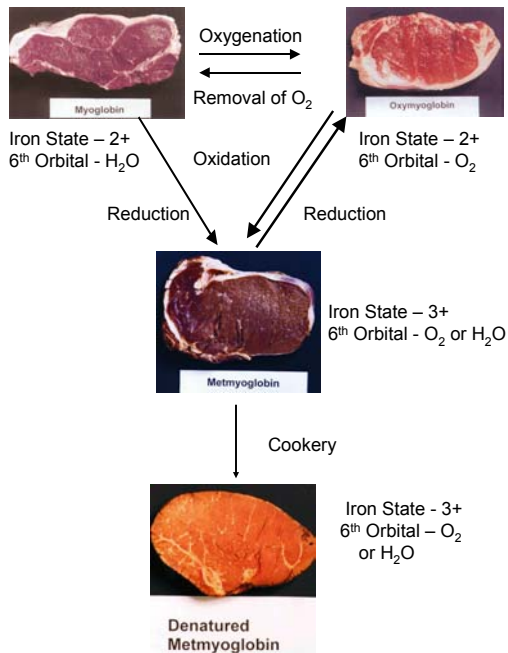 Oxygenation
Removal of O₂
Myoglobin
Oxymyoglobin
Iron State – 2+
6th Orbital - H₂O
Iron State – 2+
6th Orbital - O₂
Oxidation
Reduction
Reduction
Iron State – 3+
6th Orbital - O₂ or H₂O
Metmyoglobin
Cookery
Iron State - 3+
6th Orbital – O₂
or H₂O
Denatured
Metmyoglobin